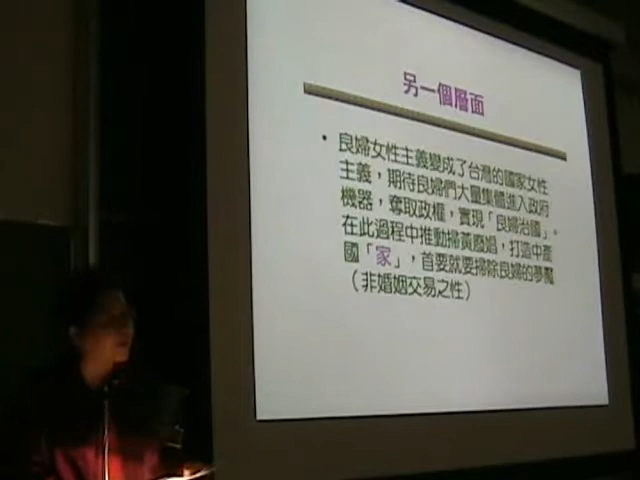 另一個層面
• 良婦女性主義變成了台灣的國家女性
主義，期待良婦們大量集體進入政府
機器，奪取政權，實現「良婦治國」。
在此過程中推動掃黃廢娼，打造中產
國「家」，首要就要掃除良婦的夢魘
（非婚姻交易之性）